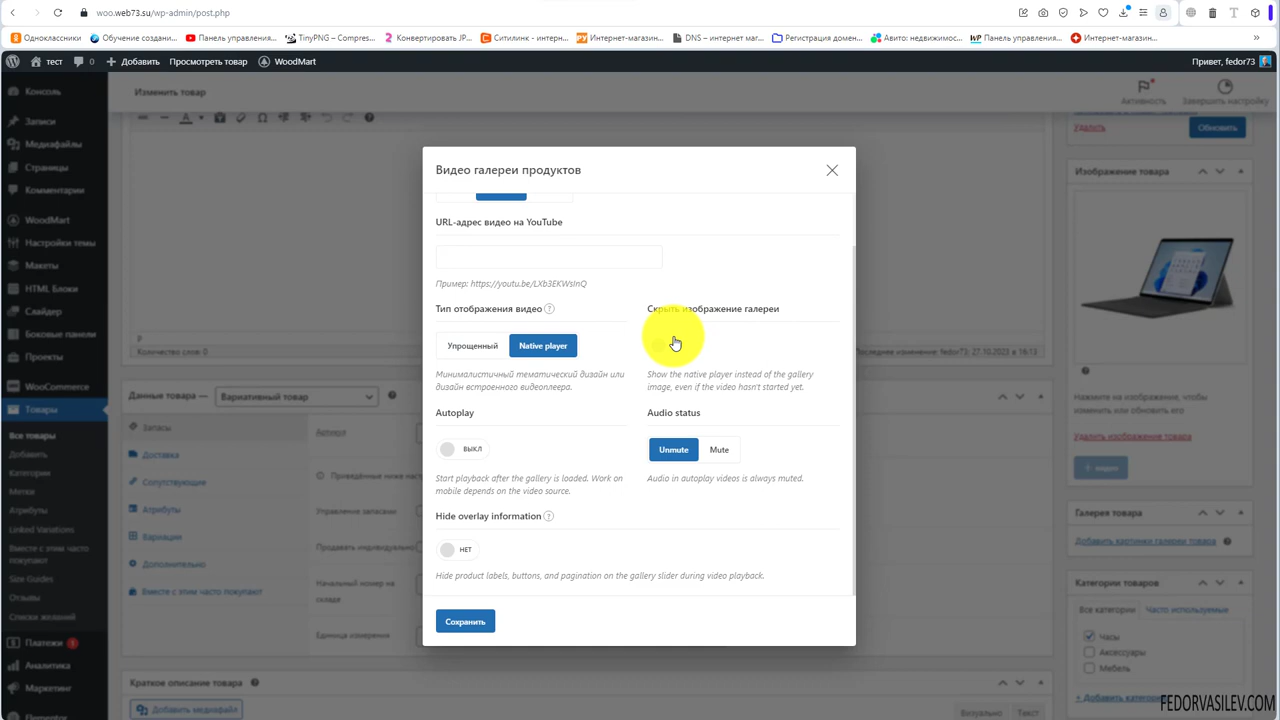 woo.web73.su/wp-admin/post.php
Одноклассники
Обучение создани...
Панель управления...
TinyPNG – Compres...
Конвертировать JP...
Ситилинк - интерн...
Интернет-магазин...
DNS – интернет маг...
Регистрация домен...
Авито: недвижимос...
Панель управления...
Интернет-магазин...
тест
0
Добавить
Просмотреть товар
WoodMart
Привет, fedor73
Консоль
Записи
Медиафайлы
Страницы
Комментарии
WoodMart
Настройки темы
Макеты
HTML Блоки
Слайдер
Боковые панели
Проекты
WooCommerce
Товары
Все товары
Добавить
Категории
Метки
Атрибуты
Linked Variations
Вместе с этим часто
покупают
Size Guides
Отзывы
Списки желаний
Платежи 1
Аналитика
Маркетинг
Elementor
Изменить товар
Активность
Завершить настройку
P
Количество слов: 0
Последнее изменение: fedor73; 27.10.2023 в 16:13
Данные товара — Вариативный товар
Запасы
Доставка
Сопутствующие
Атрибуты
Вариации
Дополнительно
Вместе с этим часто покупают
Артикул
Управление запасами
Продавать индивидуально
Начальный номер на
складе
Единица измерения
Краткое описание товара
Добавить медиафайл
Визуально
Текст
Видео галереи продуктов
URL-адрес видео на YouTube
Пример: https://youtu.be/LXb3EKWsInQ
Тип отображения видео
Упрощенный
Native player
Минималистичный тематический дизайн или
дизайн встроенного видеоплеера.
Скрыть изображение галереи
Show the native player instead of the gallery
image, even if the video hasn't started yet.
Autoplay
ВЫКЛ
Start playback after the gallery is loaded. Work on
mobile depends on the video source.
Audio status
Unmute
Mute
Audio in autoplay videos is always muted.
Hide overlay information
НЕТ
Hide product labels, buttons, and pagination on the gallery slider during video playback.
Сохранить
Удалить
Обновить
Изображение товара
Нажмите на изображение, чтобы
изменить или обновить его
Удалить изображение товара
+ видео
Галерея товара
Добавить картинки галереи товара
Категории товаров
Все категории
Часто используемые
Часы
Аксессуары
Мебель
FEDORVASILEV.COM